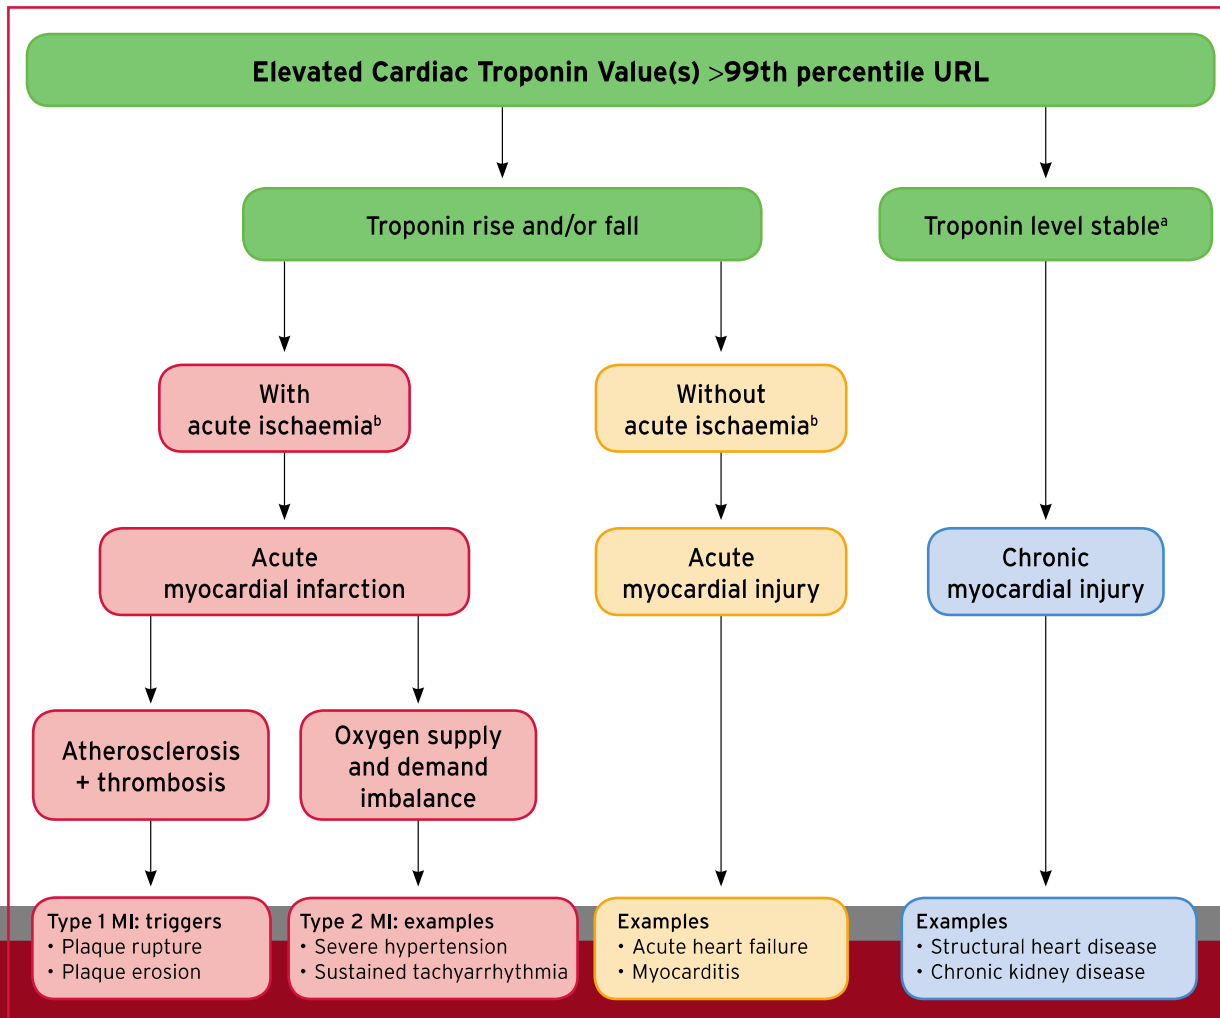 Elevated Cardiac Troponin Value(s) >99th percentile URL
Troponin rise and/or fall
Troponin level stableᵃ
With
acute ischaemiaᵇ
Without
acute ischaemiaᵇ
Acute
myocardial infarction
Acute
myocardial injury
Chronic
myocardial injury
Atherosclerosis
+ thrombosis
Oxygen supply
and demand
imbalance
Type 1 MI: triggers
• Plaque rupture
• Plaque erosion
Type 2 MI: examples
• Severe hypertension
• Sustained tachyarrhythmia
Examples
• Acute heart failure
• Myocarditis
Examples
• Structural heart disease
• Chronic kidney disease